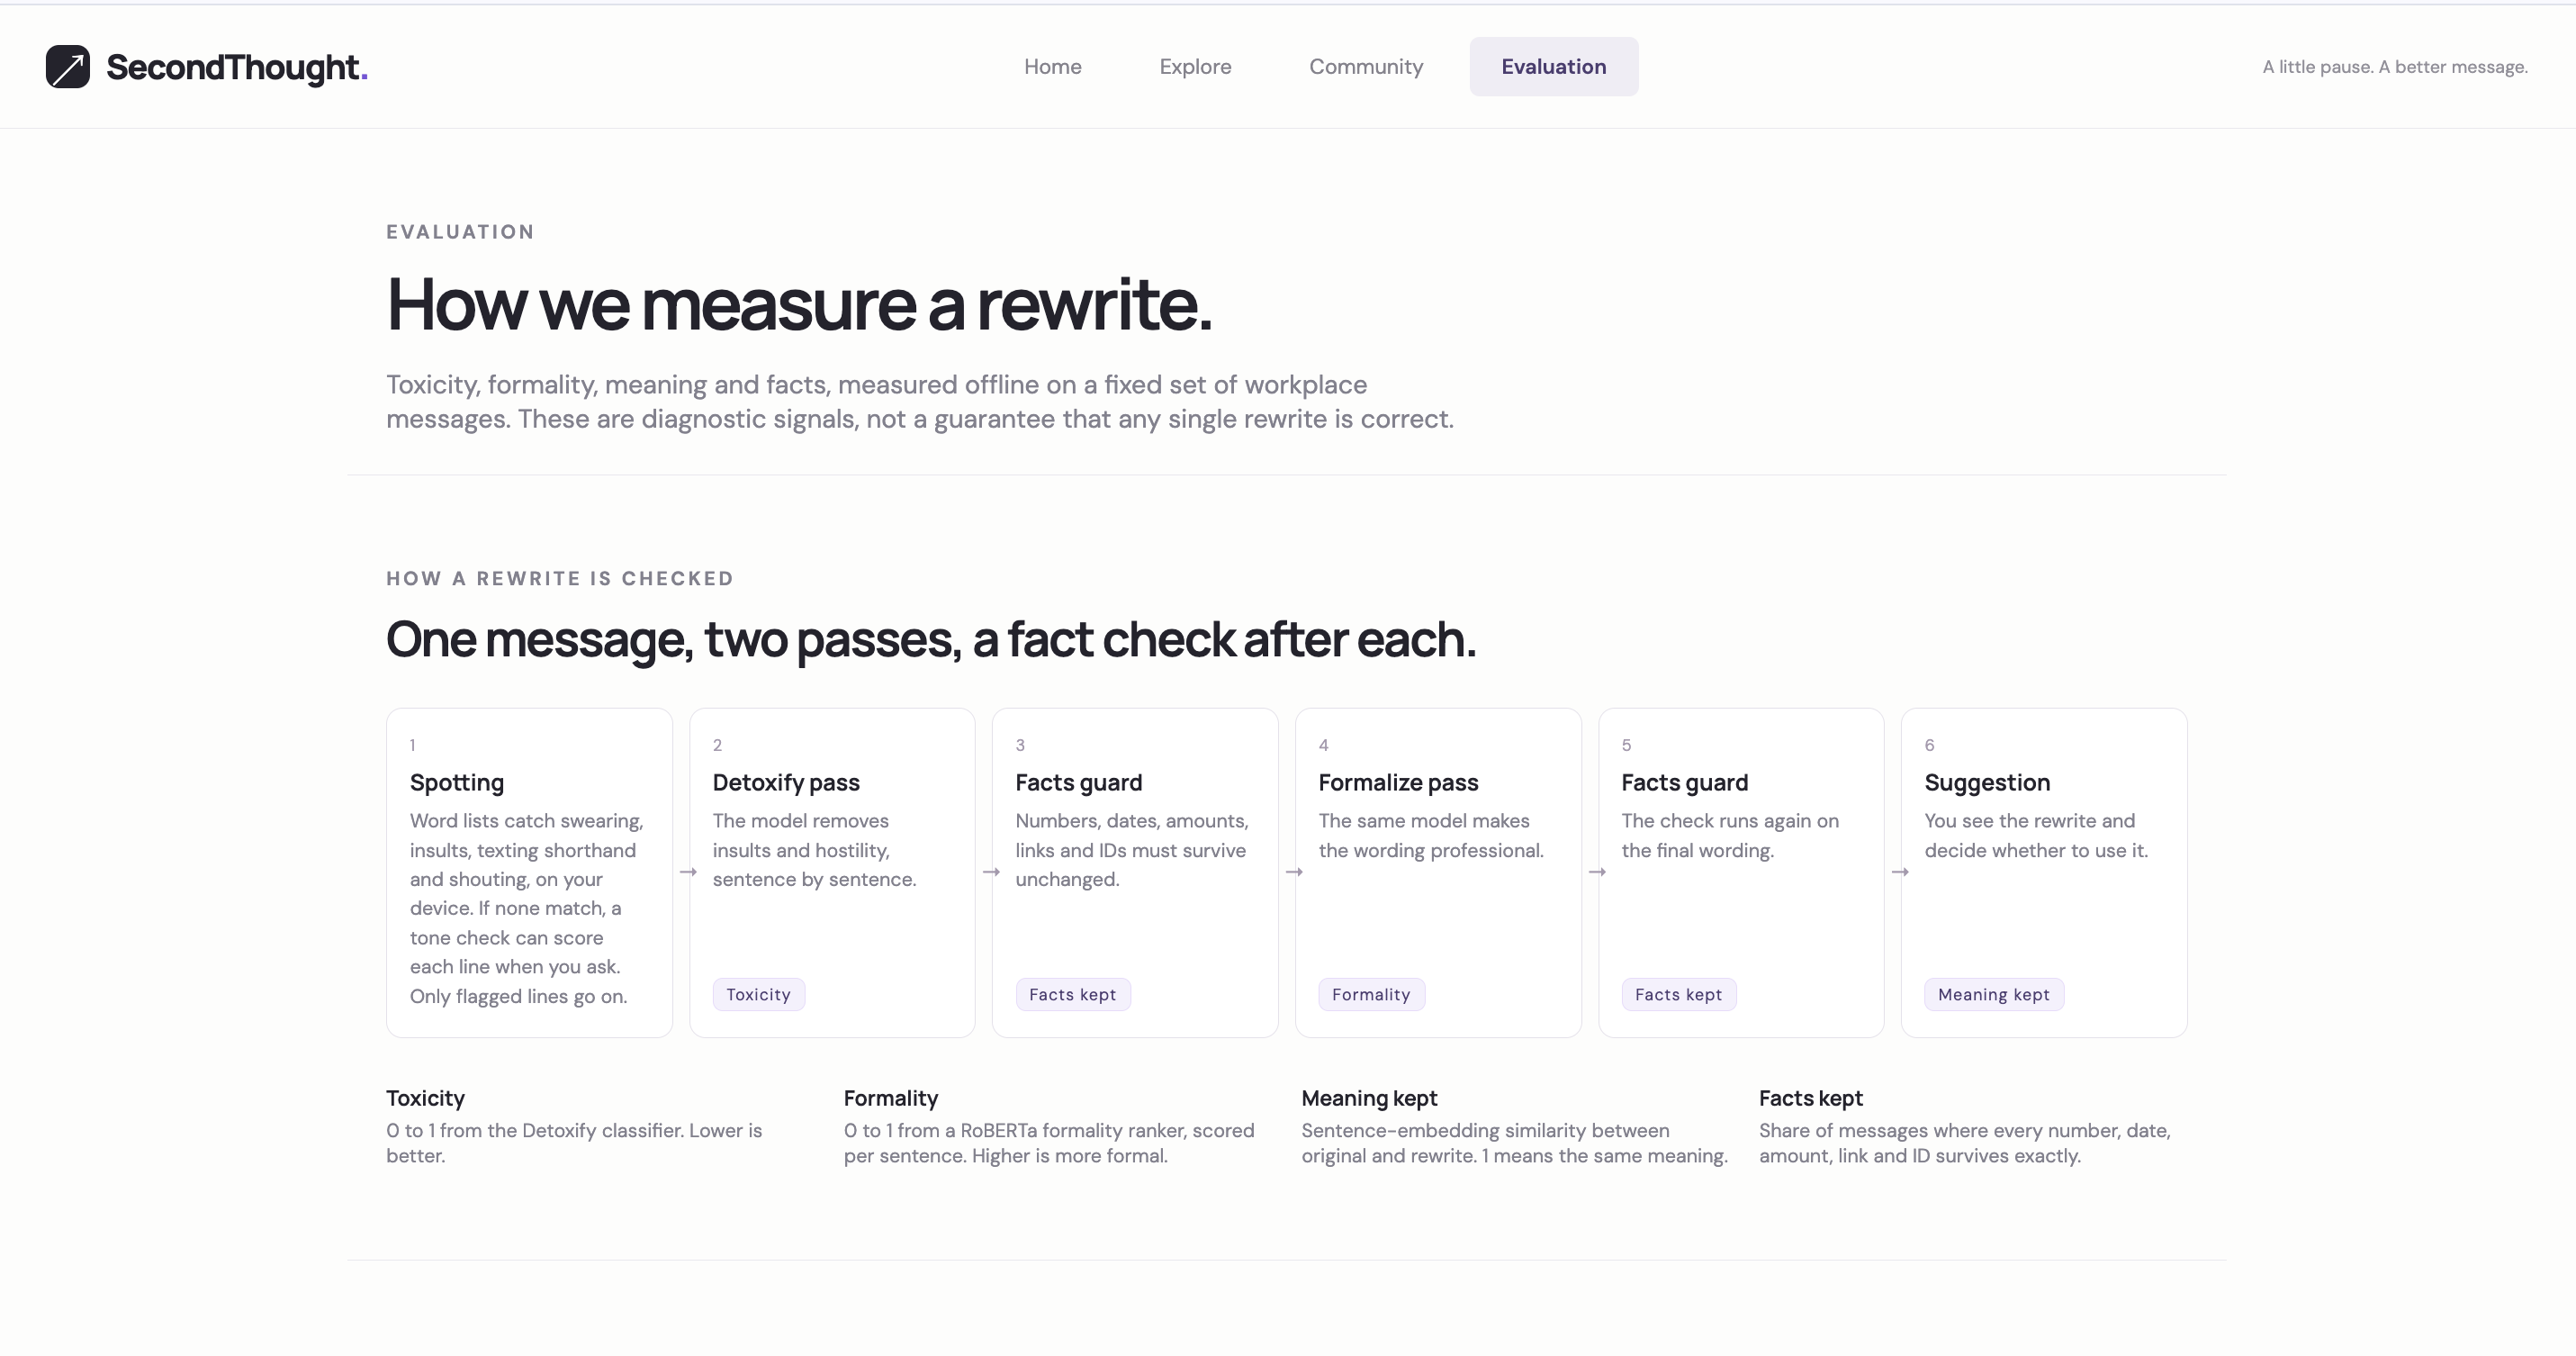 SecondThought.
Home
Explore
Community
Evaluation
A little pause. A better message.
EVALUATION
How we measure a rewrite.
Toxicity, formality, meaning and facts, measured offline on a fixed set of workplace
messages. These are diagnostic signals, not a guarantee that any single rewrite is correct.
HOW A REWRITE IS CHECKED
One message, two passes, a fact check after each.
1
Spotting
Word lists catch swearing,
insults, texting shorthand
and shouting, on your
device. If none match, a
tone check can score
each line when you ask.
Only flagged lines go on.
→
2
Detoxify pass
The model removes
insults and hostility,
sentence by sentence.
Toxicity
→
3
Facts guard
Numbers, dates, amounts,
links and IDs must survive
unchanged.
Facts kept
→
4
Formalize pass
The same model makes
the wording professional.
Formality
→
5
Facts guard
The check runs again on
the final wording.
Facts kept
→
6
Suggestion
You see the rewrite and
decide whether to use it.
Meaning kept
Toxicity
0 to 1 from the Detoxify classifier. Lower is
better.
Formality
0 to 1 from a RoBERTa formality ranker, scored
per sentence. Higher is more formal.
Meaning kept
Sentence-embedding similarity between
original and rewrite. 1 means the same meaning.
Facts kept
Share of messages where every number, date,
amount, link and ID survives exactly.